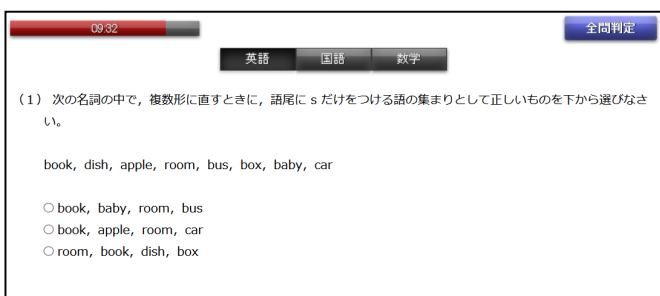 09:32
全問判定
英語 国語 数学
(1) 次の名詞の中で,複数形に直すときに,語尾に s だけをつける語の集まりとして正しいものを下から選びなさ
い。
book, dish, apple, room, bus, box, baby, car
book, baby, room, bus
book, apple, room, car
room, book, dish, box